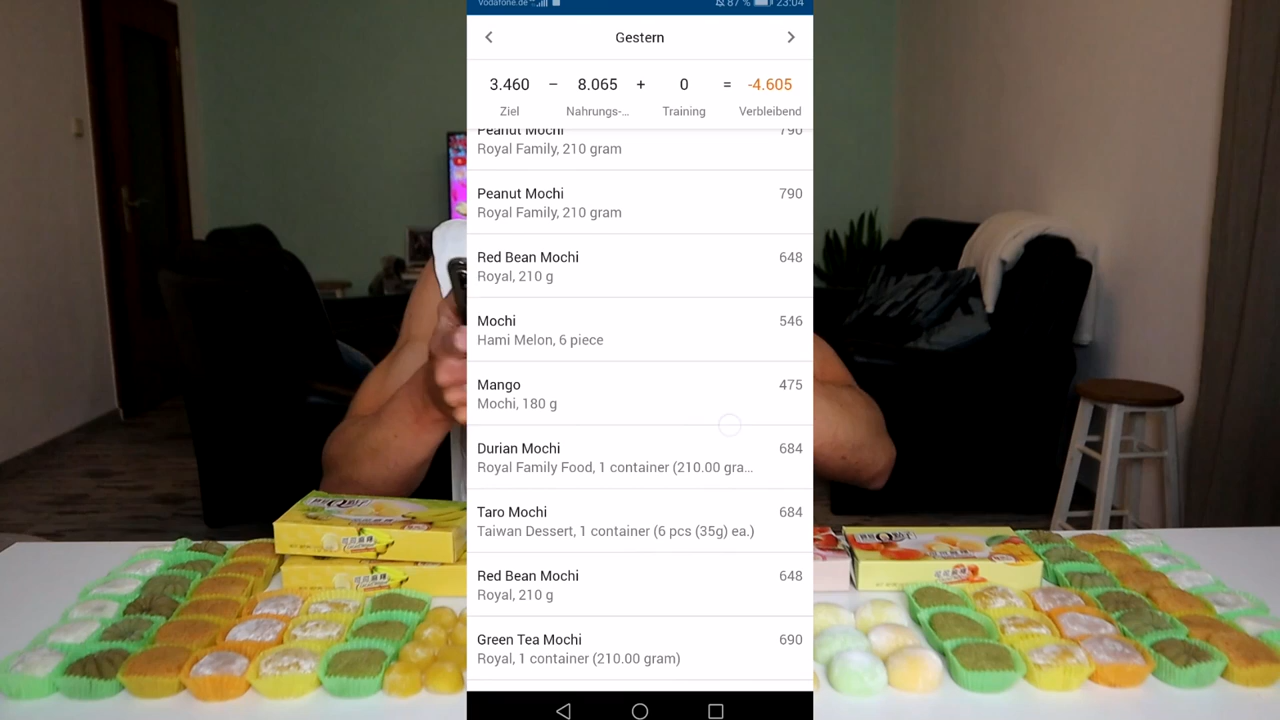 Vodafone.de
87 %
23:04
Gestern
3.460 – 8.065 + 0 = -4.605
Ziel Nahrungs-... Training Verbleibend
Peanut Mochi 790
Royal Family, 210 gram
Peanut Mochi 790
Royal Family, 210 gram
Red Bean Mochi 648
Royal, 210 g
Mochi 546
Hami Melon, 6 piece
Mango 475
Mochi, 180 g
Durian Mochi 684
Royal Family Food, 1 container (210.00 gra...
Taro Mochi 684
Taiwan Dessert, 1 container (6 pcs (35g) ea.)
Red Bean Mochi 648
Royal, 210 g
Green Tea Mochi 690
Royal, 1 container (210.00 gram)